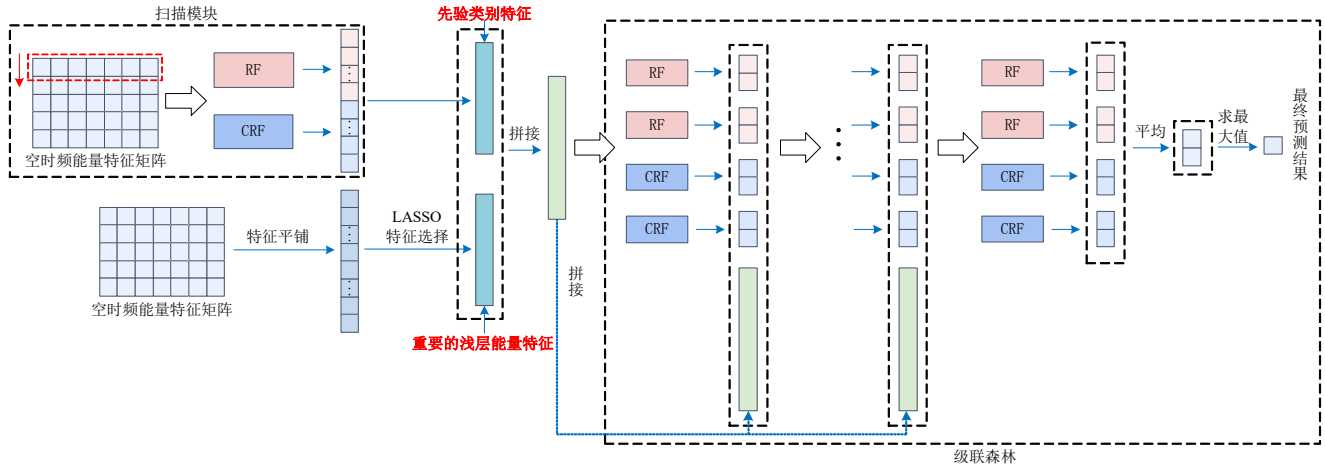 扫描模块
RF
CRF
空时频能量特征矩阵
空时频能量特征矩阵
特征平铺
LASSO
特征选择
先验类别特征
重要的浅层能量特征
拼接
拼接
RF
RF
CRF
CRF
RF
RF
CRF
CRF
平均
求最
大值
最终预测结果
级联森林